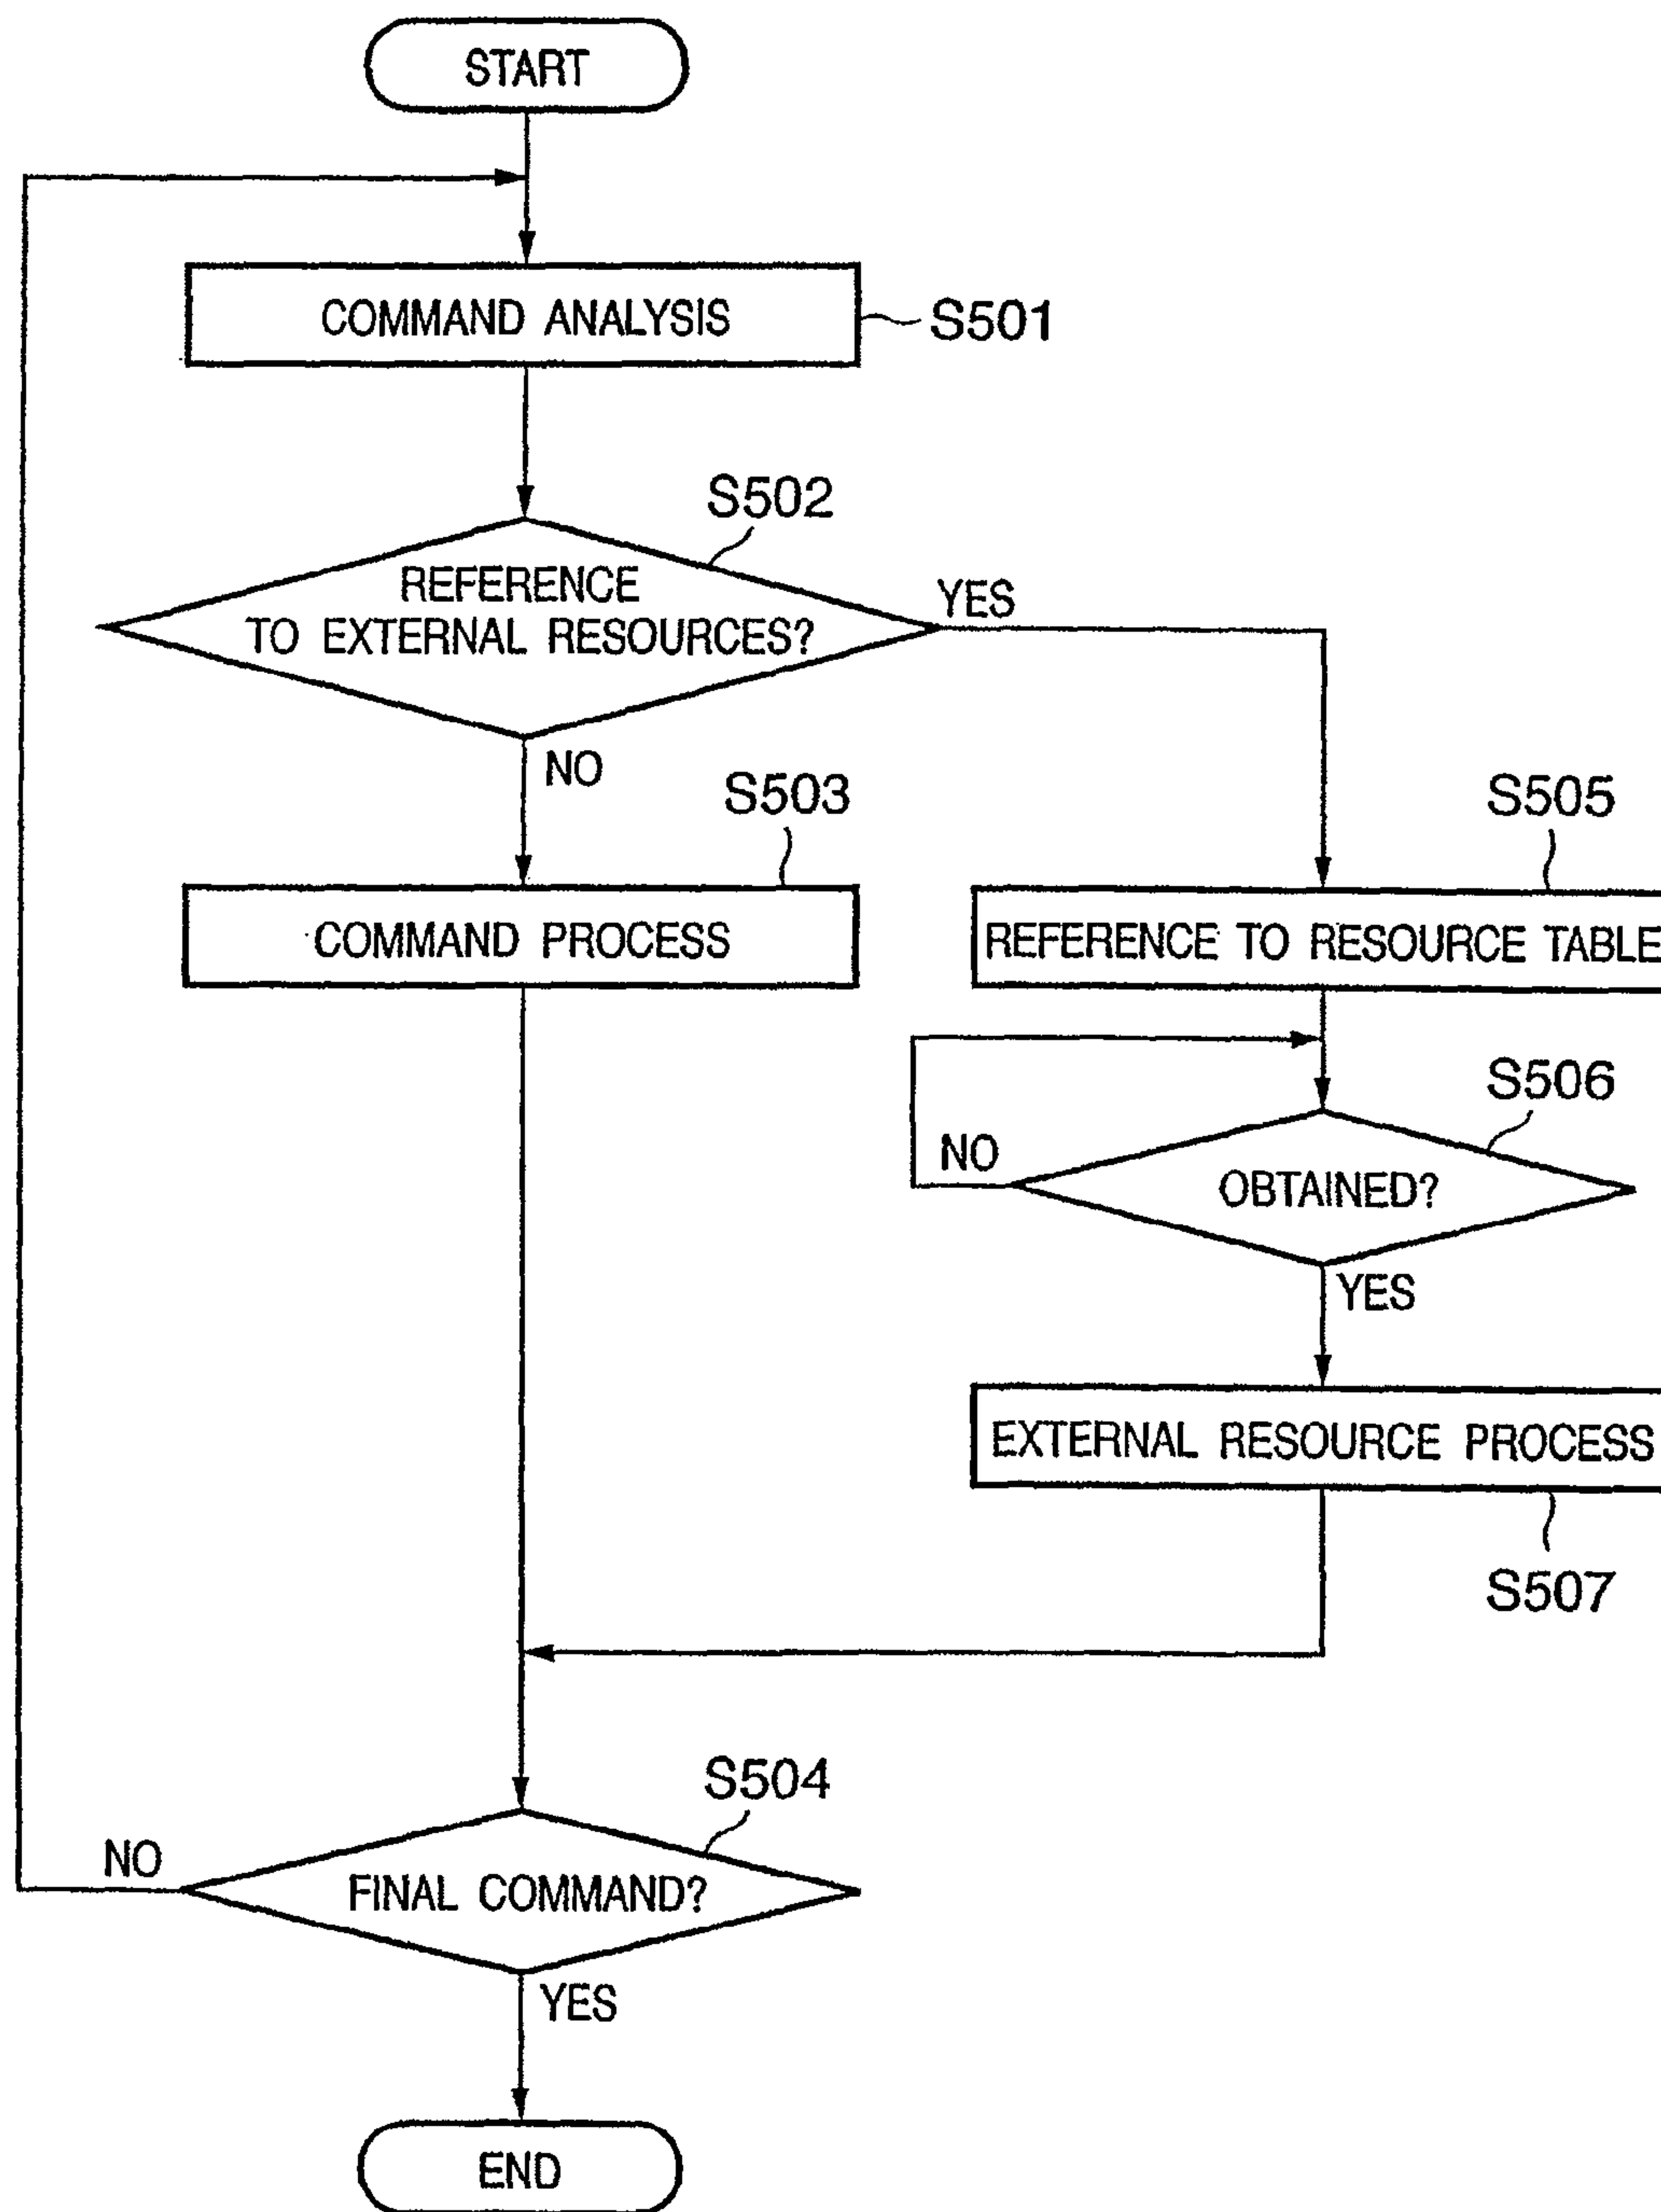 START
COMMAND ANALYSIS
S501
S502
REFERENCE
TO EXTERNAL RESOURCES?
YES
NO
S503
COMMAND PROCESS
S505
REFERENCE TO RESOURCE TABLE
S506
NO
OBTAINED?
YES
EXTERNAL RESOURCE PROCESS
S507
S504
NO
FINAL COMMAND?
YES
END